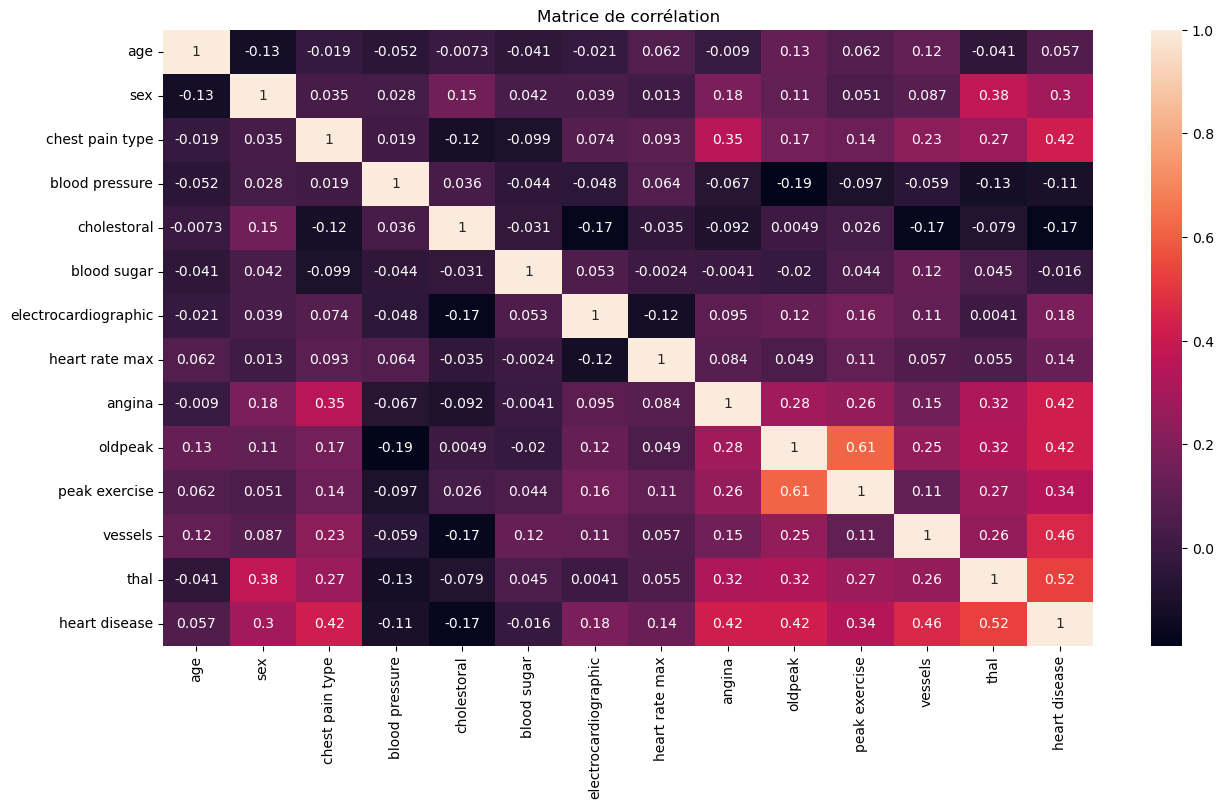 Matrice de corrélation
age 1 -0.13 -0.019 -0.052 -0.0073 -0.041 -0.021 0.062 -0.009 0.13 0.062 0.12 -0.041 0.057
sex -0.13 1 0.035 0.028 0.15 0.042 0.039 0.013 0.18 0.11 0.051 0.087 0.38 0.3
chest pain type -0.019 0.035 1 0.019 -0.12 -0.099 0.074 0.093 0.35 0.17 0.14 0.23 0.27 0.42
blood pressure -0.052 0.028 0.019 1 0.036 -0.044 -0.048 0.064 -0.067 -0.19 -0.097 -0.059 -0.13 -0.11
cholestoral -0.0073 0.15 -0.12 0.036 1 -0.031 -0.17 -0.035 -0.092 0.0049 0.026 -0.17 -0.079 -0.17
blood sugar -0.041 0.042 -0.099 -0.044 -0.031 1 0.053 -0.0024 -0.0041 -0.02 0.044 0.12 0.045 -0.016
electrocardiographic -0.021 0.039 0.074 -0.048 -0.17 0.053 1 -0.12 0.095 0.12 0.16 0.11 0.0041 0.18
heart rate max 0.062 0.013 0.093 0.064 -0.035 -0.0024 -0.12 1 0.084 0.049 0.11 0.057 0.055 0.14
angina -0.009 0.18 0.35 -0.067 -0.092 -0.0041 0.095 0.084 1 0.28 0.26 0.15 0.32 0.42
oldpeak 0.13 0.11 0.17 -0.19 0.0049 -0.02 0.12 0.049 0.28 1 0.61 0.25 0.32 0.42
peak exercise 0.062 0.051 0.14 -0.097 0.026 0.044 0.16 0.11 0.26 0.61 1 0.11 0.27 0.34
vessels 0.12 0.087 0.23 -0.059 -0.17 0.12 0.11 0.057 0.15 0.25 0.11 1 0.26 0.46
thal -0.041 0.38 0.27 -0.13 -0.079 0.045 0.0041 0.055 0.32 0.32 0.27 0.26 1 0.52
heart disease 0.057 0.3 0.42 -0.11 -0.17 -0.016 0.18 0.14 0.42 0.42 0.34 0.46 0.52 1
age
sex
chest pain type
blood pressure
cholestoral
blood sugar
electrocardiographic
heart rate max
angina
oldpeak
peak exercise
vessels
thal
heart disease
1.0
0.8
0.6
0.4
0.2
0.0